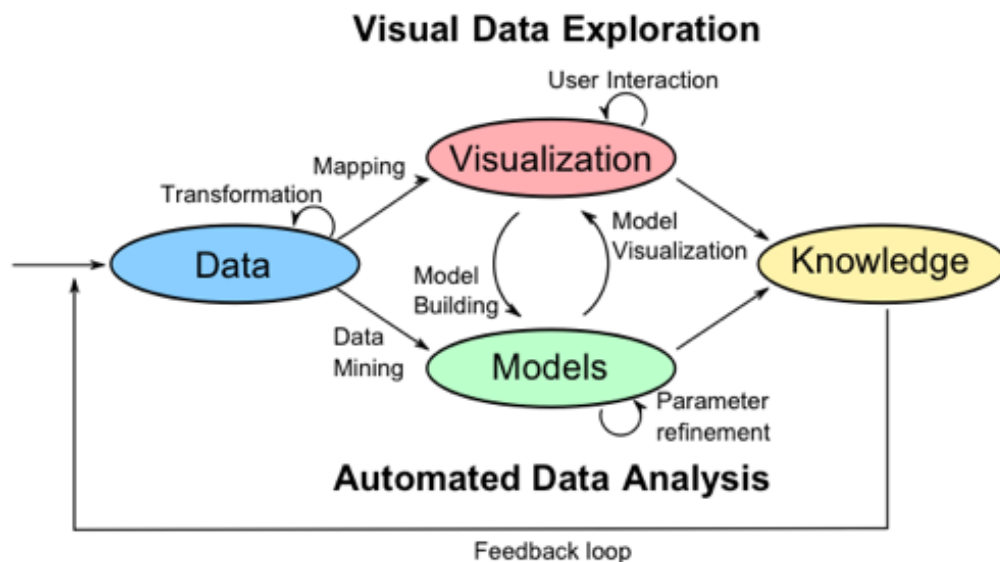 Visual Data Exploration
User Interaction
Visualization
Mapping
Transformation
Data
Model
Visualization
Knowledge
Model
Building
Data
Mining
Models
Parameter
refinement
Automated Data Analysis
Feedback loop